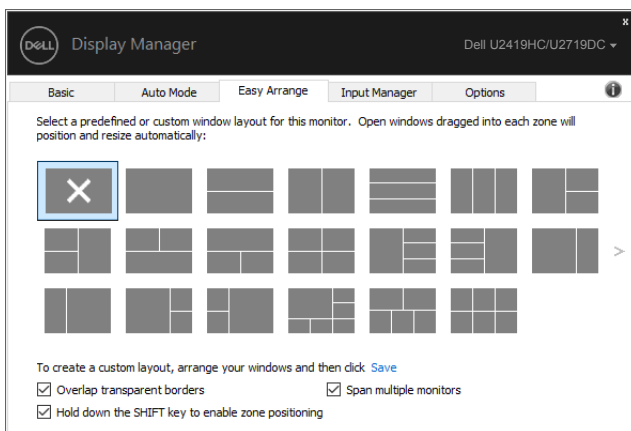 x
DELL Display Manager Dell U2419HC/U2719DC
Basic Auto Mode Easy Arrange Input Manager Options
Select a predefined or custom window layout for this monitor. Open windows dragged into each zone will
position and resize automatically:
To create a custom layout, arrange your windows and then click Save
Overlap transparent borders Span multiple monitors
Hold down the SHIFT key to enable zone positioning